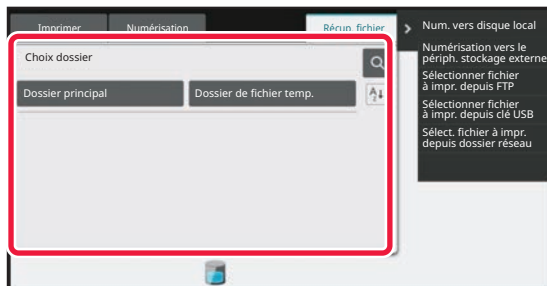 Imprimer
Numérisation
Récup. fichier
Choix dossier
Dossier principal
Dossier de fichier temp.
Num. vers disque local
Numérisation vers le
périph. stockage externe
Sélectionner fichier
à impr. depuis FTP
Sélectionner fichier
à impr. depuis clé USB
Sélect. fichier à impr.
depuis dossier réseau